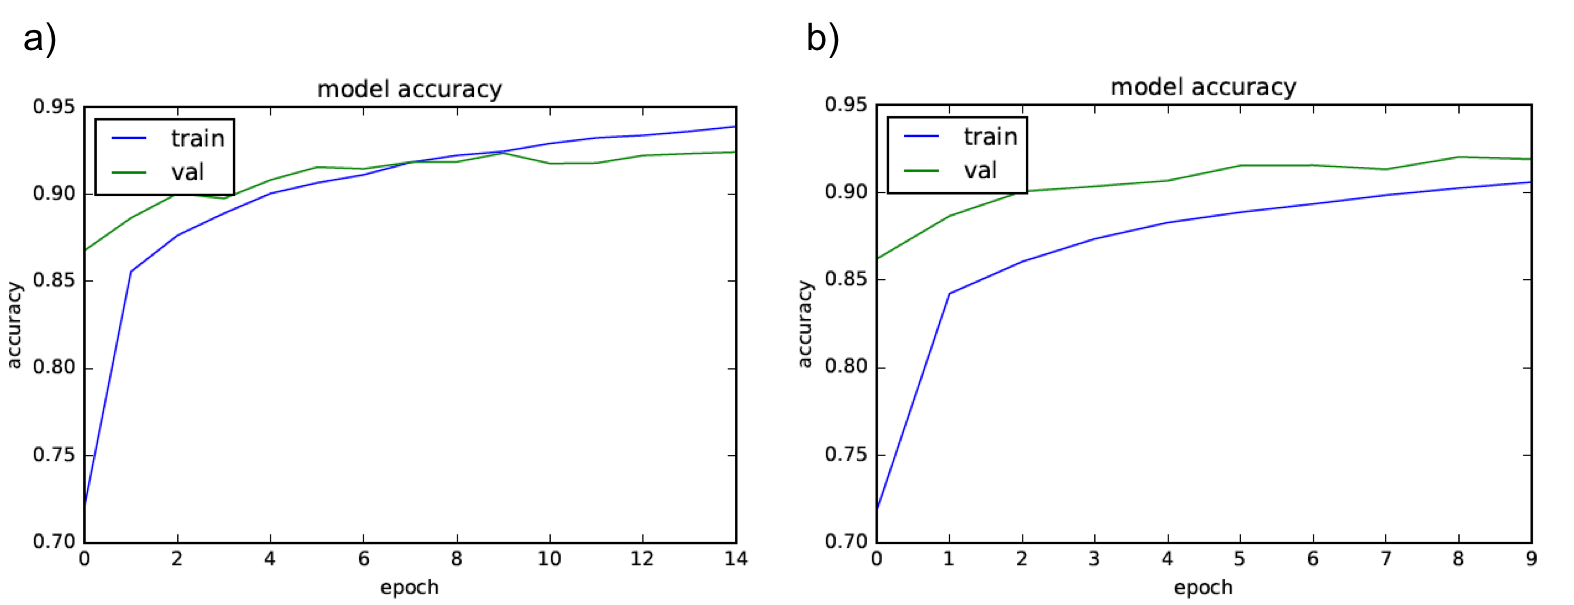 a)
model accuracy
0.95
0.90
0.85
0.80
0.75
0.70
accuracy
train
val
0 2 4 6 8 10 12 14
epoch
b)
model accuracy
0.95
0.90
0.85
0.80
0.75
0.70
accuracy
train
val
0 1 2 3 4 5 6 7 8 9
epoch